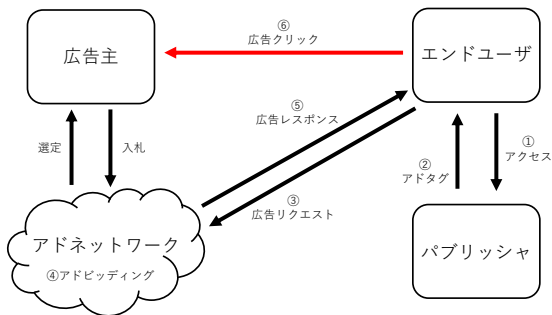 ⑥
広告クリック
広告主
エンドユーザ
⑤
広告レスポンス
選定
入札
①
アクセス
②
アドタグ
③
広告リクエスト
アドネットワーク
④アドビッディング
パブリッシャ